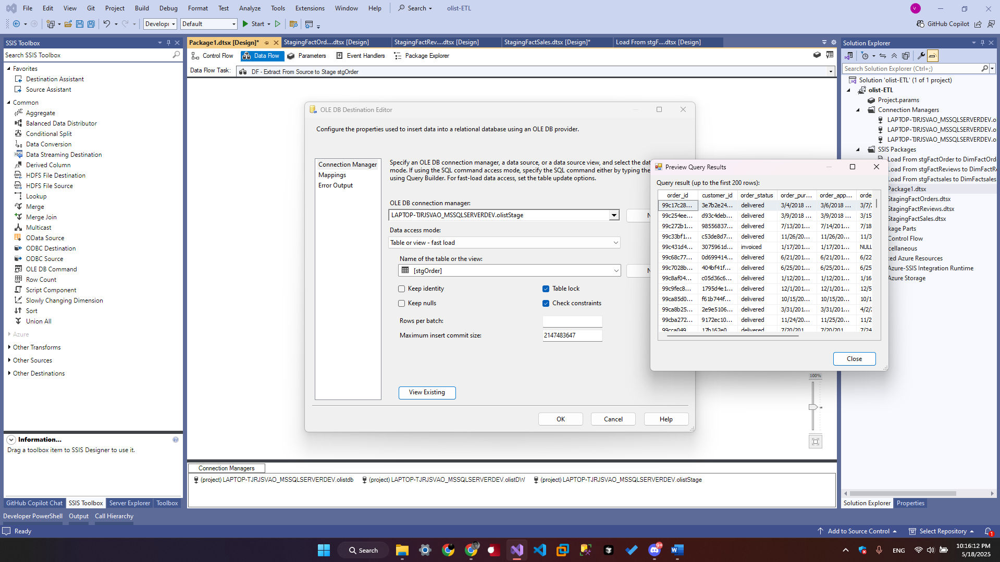 File Edit View Git Project Build Debug Format Test Analyze Tools Extensions Window Help Search olist-ETL
Develop Default Start GitHub Copilot
SSIS Toolbox
Search SSIS Toolbox
Favorites
Destination Assistant
Source Assistant
Common
Aggregate
Balanced Data Distributor
Conditional Split
Data Conversion
Data Streaming Destination
Derived Column
HDFS File Destination
HDFS File Source
Lookup
Merge
Merge Join
Multicast
OData Source
ODBC Destination
ODBC Source
OLE DB Command
Row Count
Script Component
Slowly Changing Dimension
Sort
Union All
Azure
Other Transforms
Other Sources
Other Destinations
Information...
Drag a toolbox item to SSIS Designer to use it.
GitHub Copilot Chat SSIS Toolbox Server Explorer Toolbox
Package1.dtsx [Design]* StagingFactOrd....dtsx [Design] StagingFactRev....dtsx [Design] StagingFactSales.dtsx [Design]* Load From stgF....dtsx [Design]
Control Flow Data Flow Parameters Event Handlers Package Explorer
Data Flow Task: DF - Extract From Source to Stage stgOrder
OLE DB Destination Editor
Configure the properties used to insert data into a relational database using an OLE DB provider.
Connection Manager
Mappings
Error Output
Specify an OLE DB connection manager, a data source, or a data source view, and select the dat
mode. If using the SQL command access mode, specify the SQL command either by typing the
using Query Builder. For fast-load data access, set the table update options.
OLE DB connection manager:
LAPTOP-TJRJSVAO_MSSQLSERVERDEV.olistStage N
Data access mode:
Table or view - fast load
Name of the table or the view:
[stgOrder] N
Keep identity Table lock
Keep nulls Check constraints
Rows per batch:
Maximum insert commit size: 2147483647
View Existing
OK Cancel Help
Preview Query Results
Query result (up to the first 200 rows):
order_id customer_id order_status order_pur... order_app... orde
99c17c28... 3e7b2e24... delivered 3/4/2018 ... 3/6/2018 ... 3/7/
99c254ee... d93c4deb... delivered 3/9/2018 ... 3/9/2018 ... 3/15
99c272b1... 98556837... delivered 7/13/201... 7/14/201... 7/18
99c33bf1... c53de8d7... delivered 11/26/20... 11/26/20... 11/3
99c431d4... 3075961d... invoiced 1/17/201... 1/17/201... NULL
99c68c77... 0d699414... delivered 6/21/201... 6/21/201... 6/22
99c7028b... 404bf41f... delivered 6/25/201... 6/25/201... 6/25
99c8af04... c05d36c6... delivered 1/12/201... 1/12/201... 1/16
99c9fec8... 1795d4e1... delivered 12/1/201... 12/1/201... 12/5
99ca85d0... f61b744f... delivered 10/15/20... 10/15/20... 10/1
99ca8b25... 2e9e5106... delivered 3/31/201... 3/31/201... 4/2/
99cba272... 9172ec10... delivered 11/24/20... 11/25/20... 11/2
99cca049 17b162e0 delivered 7/20/201 7/20/201 7/24
Close
100%
Connection Managers
(project) LAPTOP-TJRJSVAO_MSSQLSERVERDEV.olistdb (project) LAPTOP-TJRJSVAO_MSSQLSERVERDEV.olistDW (project) LAPTOP-TJRJSVAO_MSSQLSERVERDEV.olistStage
Solution Explorer
Search Solution Explorer (Ctrl+;)
Solution 'olist-ETL' (1 of 1 project)
olist-ETL
Project.params
Connection Managers
LAPTOP-TJRJSVAO_MSSQLSERVERDEV.o
LAPTOP-TJRJSVAO_MSSQLSERVERDEV.o
LAPTOP-TJRJSVAO_MSSQLSERVERDEV.o
SSIS Packages
Load From stgFactOrder to DimFactOrd
Load From stgFactReviews to DimFactR
Load From stgFactsales to DimFactsales
Package1.dtsx
StagingFactOrders.dtsx
StagingFactReviews.dtsx
StagingFactSales.dtsx
kage Parts
Control Flow
cellaneous
ed Azure Resources
Azure-SSIS Integration Runtime
Azure Storage
Solution Explorer Properties
Developer PowerShell Output Call Hierarchy
Ready Add to Source Control Select Repository 1
Search 9+ ENG 10:16:12 PM
5/18/2025